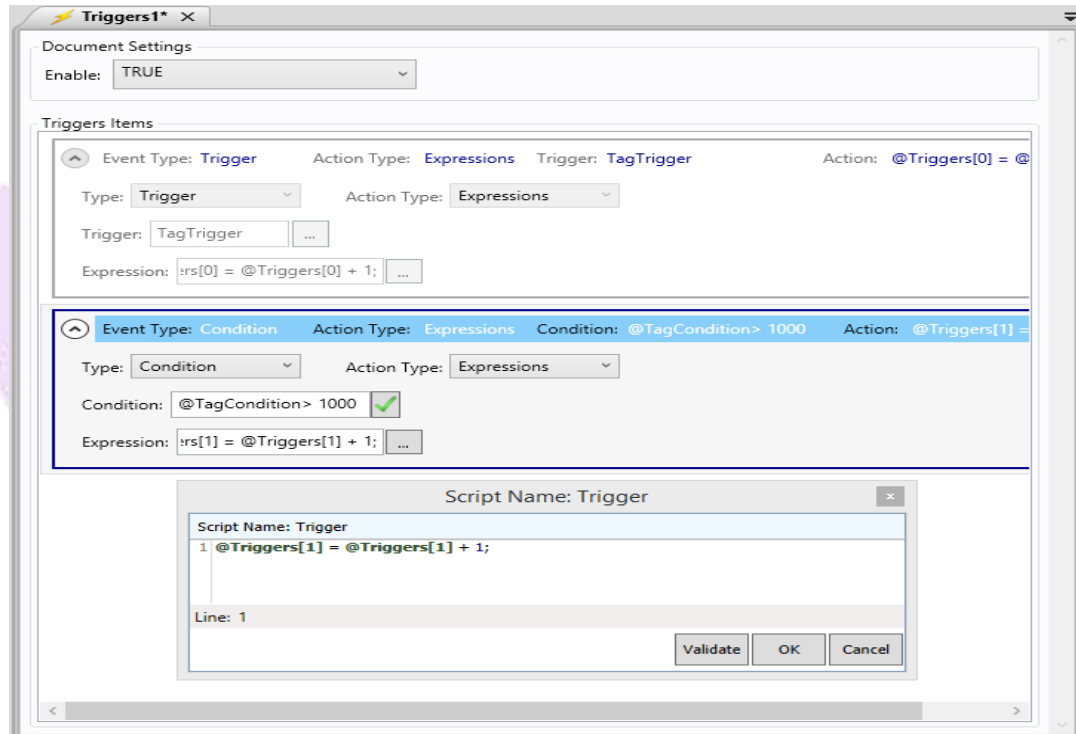 Triggers1*
Document Settings
Enable: TRUE
Triggers Items
Event Type: Trigger Action Type: Expressions Trigger: TagTrigger Action: @Triggers[0] = @
Type: Trigger Action Type: Expressions
Trigger: TagTrigger ...
Expression: ers[0] = @Triggers[0] + 1; ...
Event Type: Condition Action Type: Expressions Condition: @TagCondition> 1000 Action: @Triggers[1] =
Type: Condition Action Type: Expressions
Condition: @TagCondition> 1000
Expression: ers[1] = @Triggers[1] + 1; ...
Script Name: Trigger
Script Name: Trigger
1 @Triggers[1] = @Triggers[1] + 1;
Line: 1
Validate OK Cancel